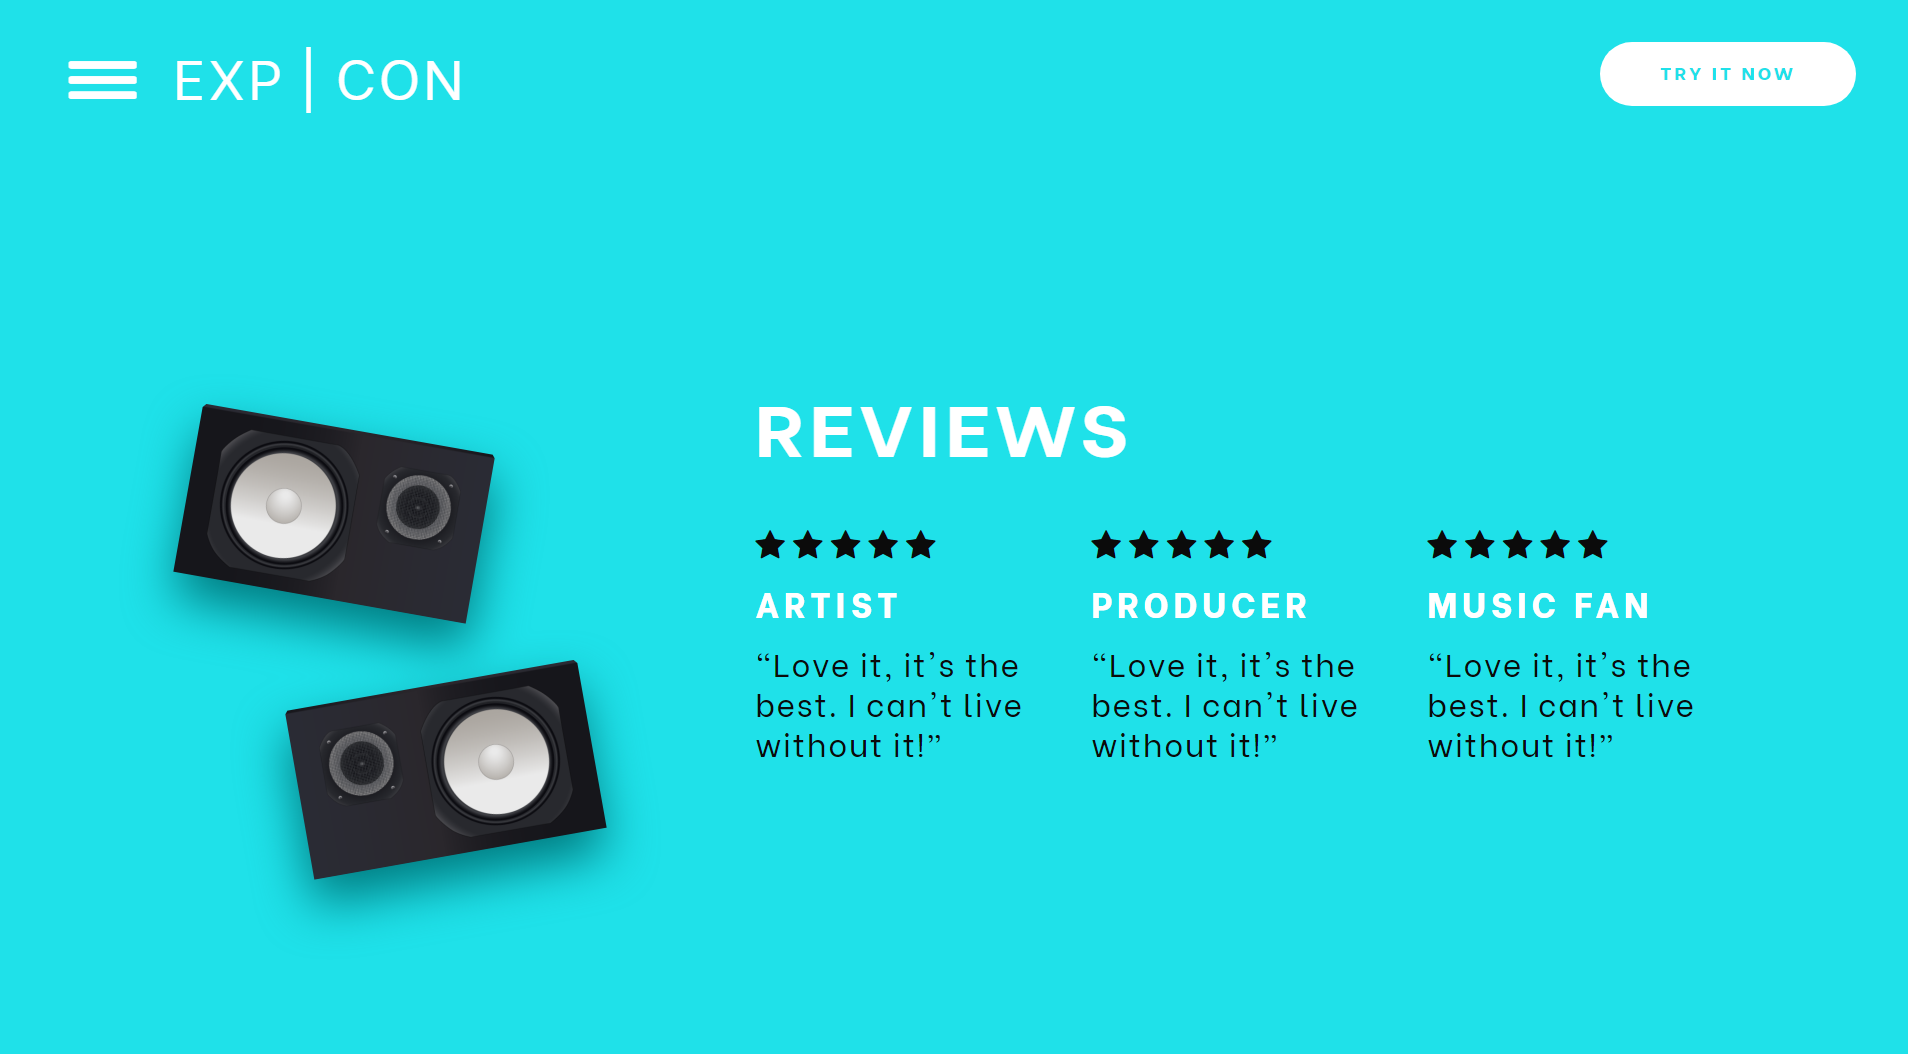 EXP | CON
TRY IT NOW
REVIEWS
ARTIST
“Love it, it’s the
best. I can’t live
without it!”
PRODUCER
“Love it, it’s the
best. I can’t live
without it!”
MUSIC FAN
“Love it, it’s the
best. I can’t live
without it!”